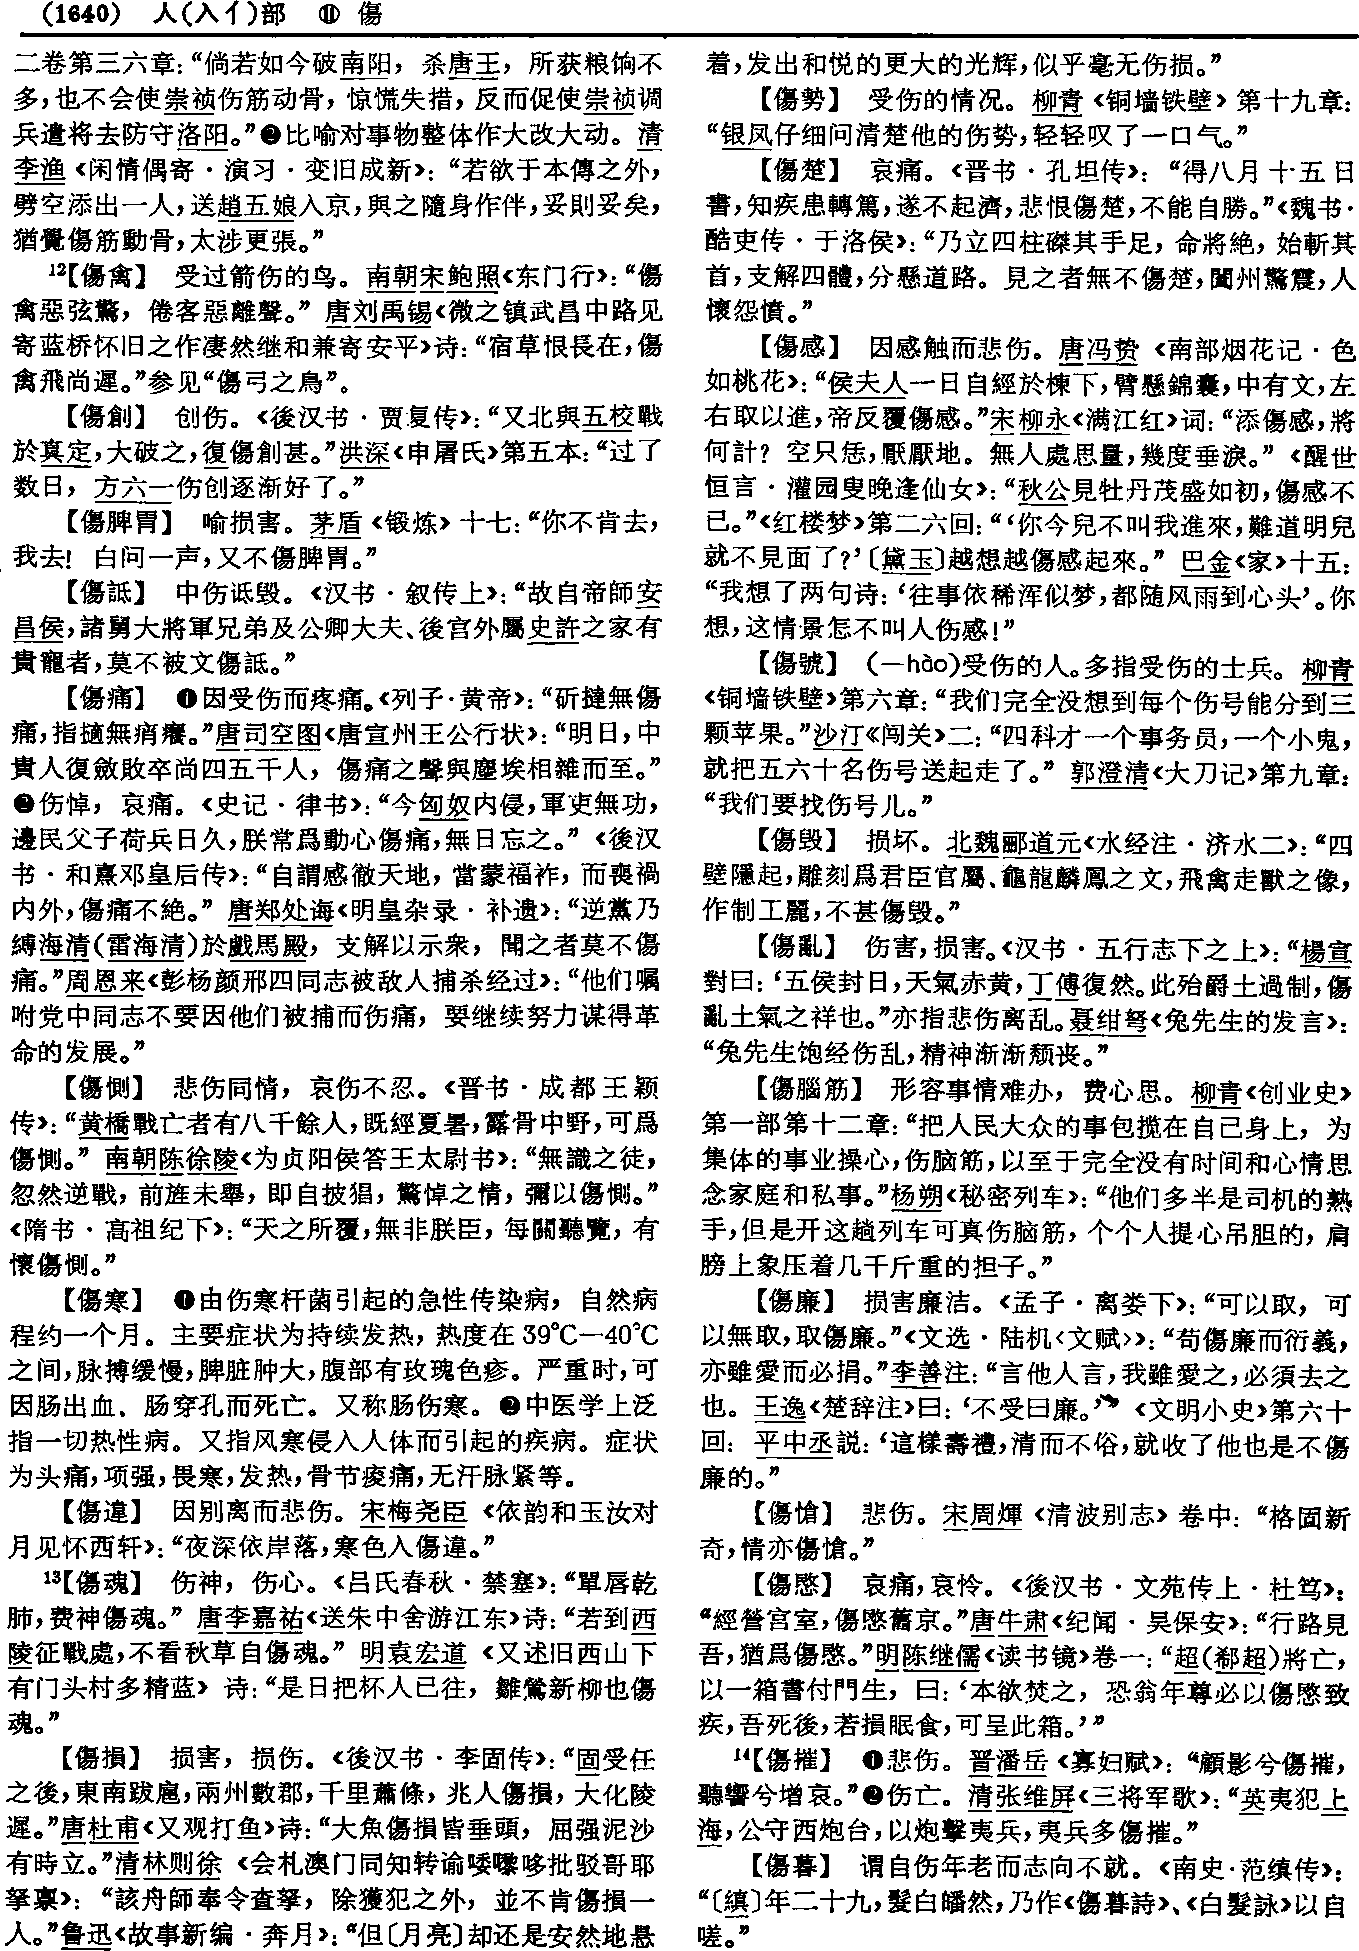 (1640) 人(入亻)部 ⑪ 傷
二卷第三六章：“倘若如今破南阳，杀唐王，所获粮饷不
多，也不会使崇祯伤筋动骨，惊慌失措，反而促使崇祯调
兵遣将去防守洛阳。”❷比喻对事物整体作大改大动。清
李渔《闲情偶寄·演习·变旧成新》：“若欲于本傳之外，
劈空添出一人，送趙五娘入京，與之隨身作伴，妥則妥矣，
猶覺傷筋動骨，太涉更張。”
¹²【傷禽】 受过箭伤的鸟。南朝宋鲍照《东门行》：“傷
禽惡弦驚，倦客惡離聲。”唐刘禹锡《微之镇武昌中路见
寄蓝桥怀旧之作凄然继和兼寄安平》诗：“宿草恨長在，傷
禽飛尚遲。”参见“傷弓之鳥”。
【傷創】 创伤。《後汉书·贾复传》：“又北與五校戰
於真定，大破之，復傷創甚。”洪深《申屠氏》第五本：“过了
数日，方六一伤创逐渐好了。”
【傷脾胃】 喻损害。茅盾《锻炼》十七：“你不肯去，
我去！白问一声，又不傷脾胃。”
【傷詆】 中伤诋毁。《汉书·叙传上》：“故自帝師安
昌侯，諸舅大將軍兄弟及公卿大夫、後宫外屬史許之家有
貴寵者，莫不被文傷詆。”
【傷痛】 ❶因受伤而疼痛。《列子·黄帝》：“斫撻無傷
痛，指擿無痟癢。”唐司空图《唐宣州王公行状》：“明日，中
貴人復斂敗卒尚四五千人，傷痛之聲與塵埃相雜而至。”
❷伤悼，哀痛。《史记·律书》：“今匈奴内侵，軍吏無功，
邊民父子荷兵日久，朕常爲動心傷痛，無日忘之。”《後汉
书·和熹邓皇后传》：“自謂感徹天地，當蒙福祚，而喪禍
内外，傷痛不絶。”唐郑处诲《明皇杂录·补遗》：“逆黨乃
縛海清(雷海清)於戲馬殿，支解以示衆，聞之者莫不傷
痛。”周恩来《彭杨颜邢四同志被敌人捕杀经过》：“他们嘱
咐党中同志不要因他们被捕而伤痛，要继续努力谋得革
命的发展。”
【傷惻】 悲伤同情，哀伤不忍。《晋书·成都王颖
传》：“黄橋戰亡者有八千餘人，既經夏暑，露骨中野，可爲
傷惻。”南朝陈徐陵《为贞阳侯答王太尉书》：“無識之徒，
忽然逆戰，前旌未舉，即自披猖，驚悼之情，彌以傷惻。”
《隋书·高祖纪下》：“天之所覆，無非朕臣，每關聽覽，有
懷傷惻。”
【傷寒】 ❶由伤寒杆菌引起的急性传染病，自然病
程约一个月。主要症状为持续发热，热度在39℃—40℃
之间，脉搏缓慢，脾脏肿大，腹部有玫瑰色疹。严重时，可
因肠出血、肠穿孔而死亡。又称肠伤寒。❷中医学上泛
指一切热性病。又指风寒侵入人体而引起的疾病。症状
为头痛，项强，畏寒，发热，骨节痠痛，无汗脉紧等。
【傷違】 因别离而悲伤。宋梅尧臣《依韵和玉汝对
月见怀西轩》：“夜深依岸落，寒色入傷違。”
¹³【傷魂】 伤神，伤心。《吕氏春秋·禁塞》：“單唇乾
肺，费神傷魂。”唐李嘉祐《送朱中舍游江东》诗：“若到西
陵征戰處，不看秋草自傷魂。”明袁宏道《又述旧西山下
有门头村多精蓝》诗：“是日把杯人已往，雛鶯新柳也傷
魂。”
【傷損】 损害，损伤。《後汉书·李固传》：“固受任
之後，東南跋扈，兩州數郡，千里蕭條，兆人傷損，大化陵
遲。”唐杜甫《又观打鱼》诗：“大魚傷損皆垂頭，屈强泥沙
有時立。”清林则徐《会札澳门同知转谕喽嚟哆批驳哥耶
拏禀》：“該舟師奉令查拏，除獲犯之外，並不肯傷損一
人。”鲁迅《故事新编·奔月》：“但〔月亮〕却还是安然地悬
着，发出和悦的更大的光辉，似乎毫无伤损。”
【傷勢】 受伤的情况。柳青《铜墙铁壁》第十九章：
“银凤仔细问清楚他的伤势，轻轻叹了一口气。”
【傷楚】 哀痛。《晋书·孔坦传》：“得八月十五日
書，知疾患轉篤，遂不起濟，悲恨傷楚，不能自勝。”《魏书·
酷吏传·于洛侯》：“乃立四柱磔其手足，命將絶，始斬其
首，支解四體，分懸道路。見之者無不傷楚，闔州驚震，人
懷怨憤。”
【傷感】 因感触而悲伤。唐冯贽《南部烟花记·色
如桃花》：“侯夫人一日自經於棟下，臂懸錦囊，中有文，左
右取以進，帝反覆傷感。”宋柳永《满江红》词：“添傷感，將
何計？空只恁，厭厭地。無人處思量，幾度垂淚。”《醒世
恒言·灌园叟晚逢仙女》：“秋公見牡丹茂盛如初，傷感不
已。”《红楼梦》第二六回：“‘你今兒不叫我進來，難道明兒
就不見面了？’〔黛玉〕越想越傷感起來。”巴金《家》十五：
“我想了两句诗：‘往事依稀浑似梦，都随风雨到心头’。你
想，这情景怎不叫人伤感！”
【傷號】 (—hào)受伤的人。多指受伤的士兵。柳青
《铜墙铁壁》第六章：“我们完全没想到每个伤号能分到三
颗苹果。”沙汀《闯关》二：“四科才一个事务员，一个小鬼，
就把五六十名伤号送起走了。”郭澄清《大刀记》第九章：
“我们要找伤号儿。”
【傷毁】 损坏。北魏郦道元《水经注·济水二》：“四
壁隱起，雕刻爲君臣官屬、龜龍麟鳳之文，飛禽走獸之像，
作制工麗，不甚傷毁。”
【傷亂】 伤害，损害。《汉书·五行志下之上》：“楊宣
對曰：‘五侯封日，天氣赤黄，丁傅復然。此殆爵土過制，傷
亂土氣之祥也。”亦指悲伤离乱。聂绀弩《兔先生的发言》：
“兔先生饱经伤乱，精神渐渐颓丧。”
【傷腦筋】 形容事情难办，费心思。柳青《创业史》
第一部第十二章：“把人民大众的事包揽在自己身上，为
集体的事业操心，伤脑筋，以至于完全没有时间和心情思
念家庭和私事。”杨朔《秘密列车》：“他们多半是司机的熟
手，但是开这趟列车可真伤脑筋，个个人提心吊胆的，肩
膀上象压着几千斤重的担子。”
【傷廉】 损害廉洁。《孟子·离娄下》：“可以取，可
以無取，取傷廉。”《文选·陆机〈文赋〉》：“苟傷廉而衍義，
亦雖愛而必捐。”李善注：“言他人言，我雖愛之，必須去之
也。王逸《楚辞注》曰：‘不受曰廉。’”《文明小史》第六十
回：平中丞説：‘這樣壽禮，清而不俗，就收了他也是不傷
廉的。”
【傷愴】 悲伤。宋周煇《清波别志》卷中：“格固新
奇，情亦傷愴。”
【傷愍】 哀痛，哀怜。《後汉书·文苑传上·杜笃》：
“經營宫室，傷愍舊京。”唐牛肃《纪闻·吴保安》：“行路見
吾，猶爲傷愍。”明陈继儒《读书镜》卷一：“超(郗超)將亡，
以一箱書付門生，曰：‘本欲焚之，恐翁年尊必以傷愍致
疾，吾死後，若損眠食，可呈此箱。’”
¹⁴【傷摧】 ❶悲伤。晋潘岳《寡妇赋》：“顧影兮傷摧，
聽響兮增哀。”❷伤亡。清张维屏《三将军歌》：“英夷犯上
海，公守西炮台，以炮擊夷兵，夷兵多傷摧。”
【傷暮】 谓自伤年老而志向不就。《南史·范缜传》：
“〔缜〕年二十九，髮白皤然，乃作《傷暮詩》、《白髮詠》以自
嗟。”